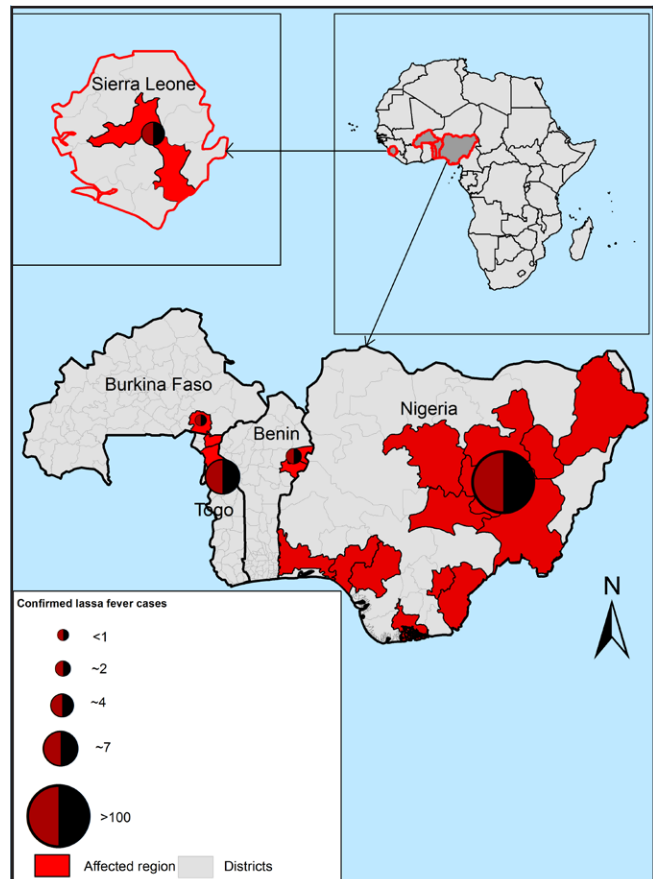 Sierra Leone
Burkina Faso
Benin
Togo
Nigeria
N
Confirmed lassa fever cases
<1
~2
~4
~7
>100
Affected region
Districts